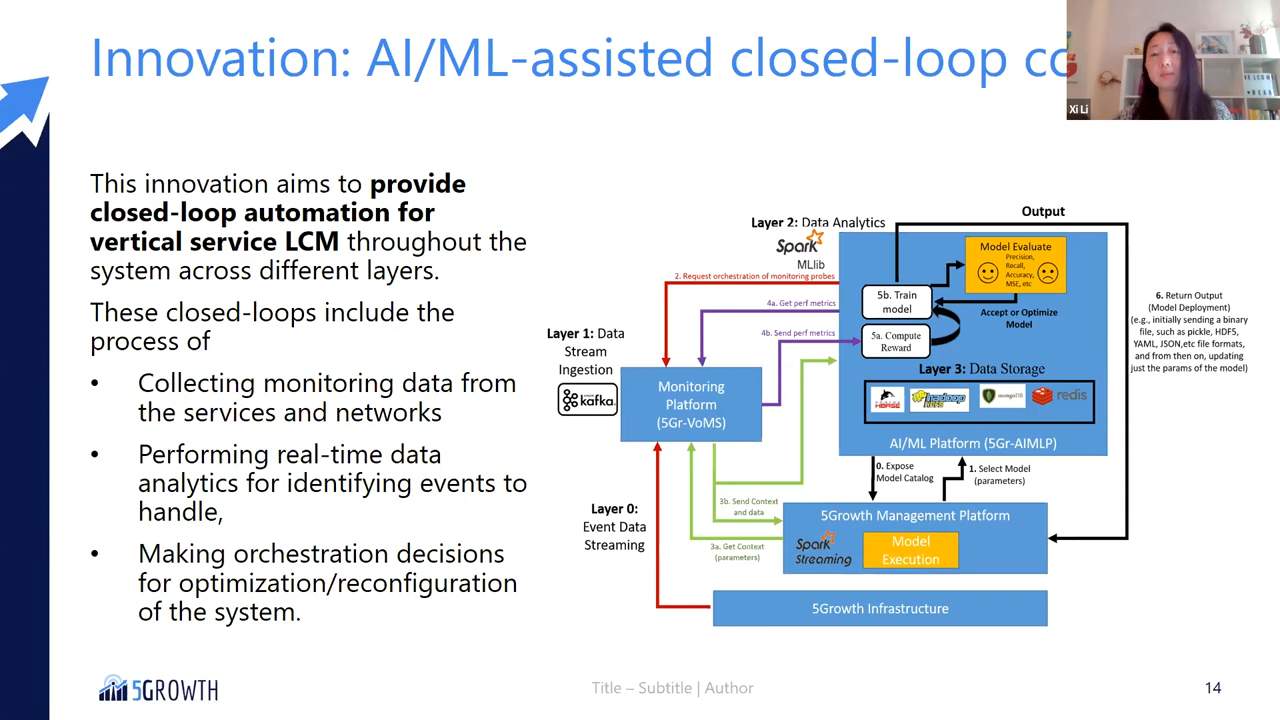 Innovation: AI/ML-assisted closed-loop co
Xi Li
This innovation aims to provide
closed-loop automation for
vertical service LCM throughout the
system across different layers.
These closed-loops include the
process of
• Collecting monitoring data from
the services and networks
• Performing real-time data
analytics for identifying events to
handle,
• Making orchestration decisions
for optimization/reconfiguration
of the system.
Output
Layer 2: Data Analytics
Spark
MLlib
2. Request orchestration of monitoring probes
4a. Get perf metrics
4b. Send perf metrics
Model Evaluate
Precision,
Recall,
Accuracy,
MSE, etc
5b. Train
model
Accept or Optimize
Model
5a. Compute
Reward
Layer 1: Data
Stream
Ingestion
kafka
Monitoring
Platform
(5Gr-VoMS)
Layer 3: Data Storage
hadoop
mongoDB
redis
AI/ML Platform (5Gr-AIMLP)
6. Return Output
(Model Deployment)
(e.g., initially sending a binary
file, such as pickle, HDF5,
YAML, JSON,etc file formats,
and from then on, updating
just the params of the model)
0. Expose
Model Catalog
1. Select Model
(parameters)
Layer 0:
Event Data
Streaming
3b. Send Context
and data
3a. Get Context
(parameters)
5Growth Management Platform
Spark
Streaming
Model
Execution
5Growth Infrastructure
5GROWTH
Title – Subtitle | Author
14